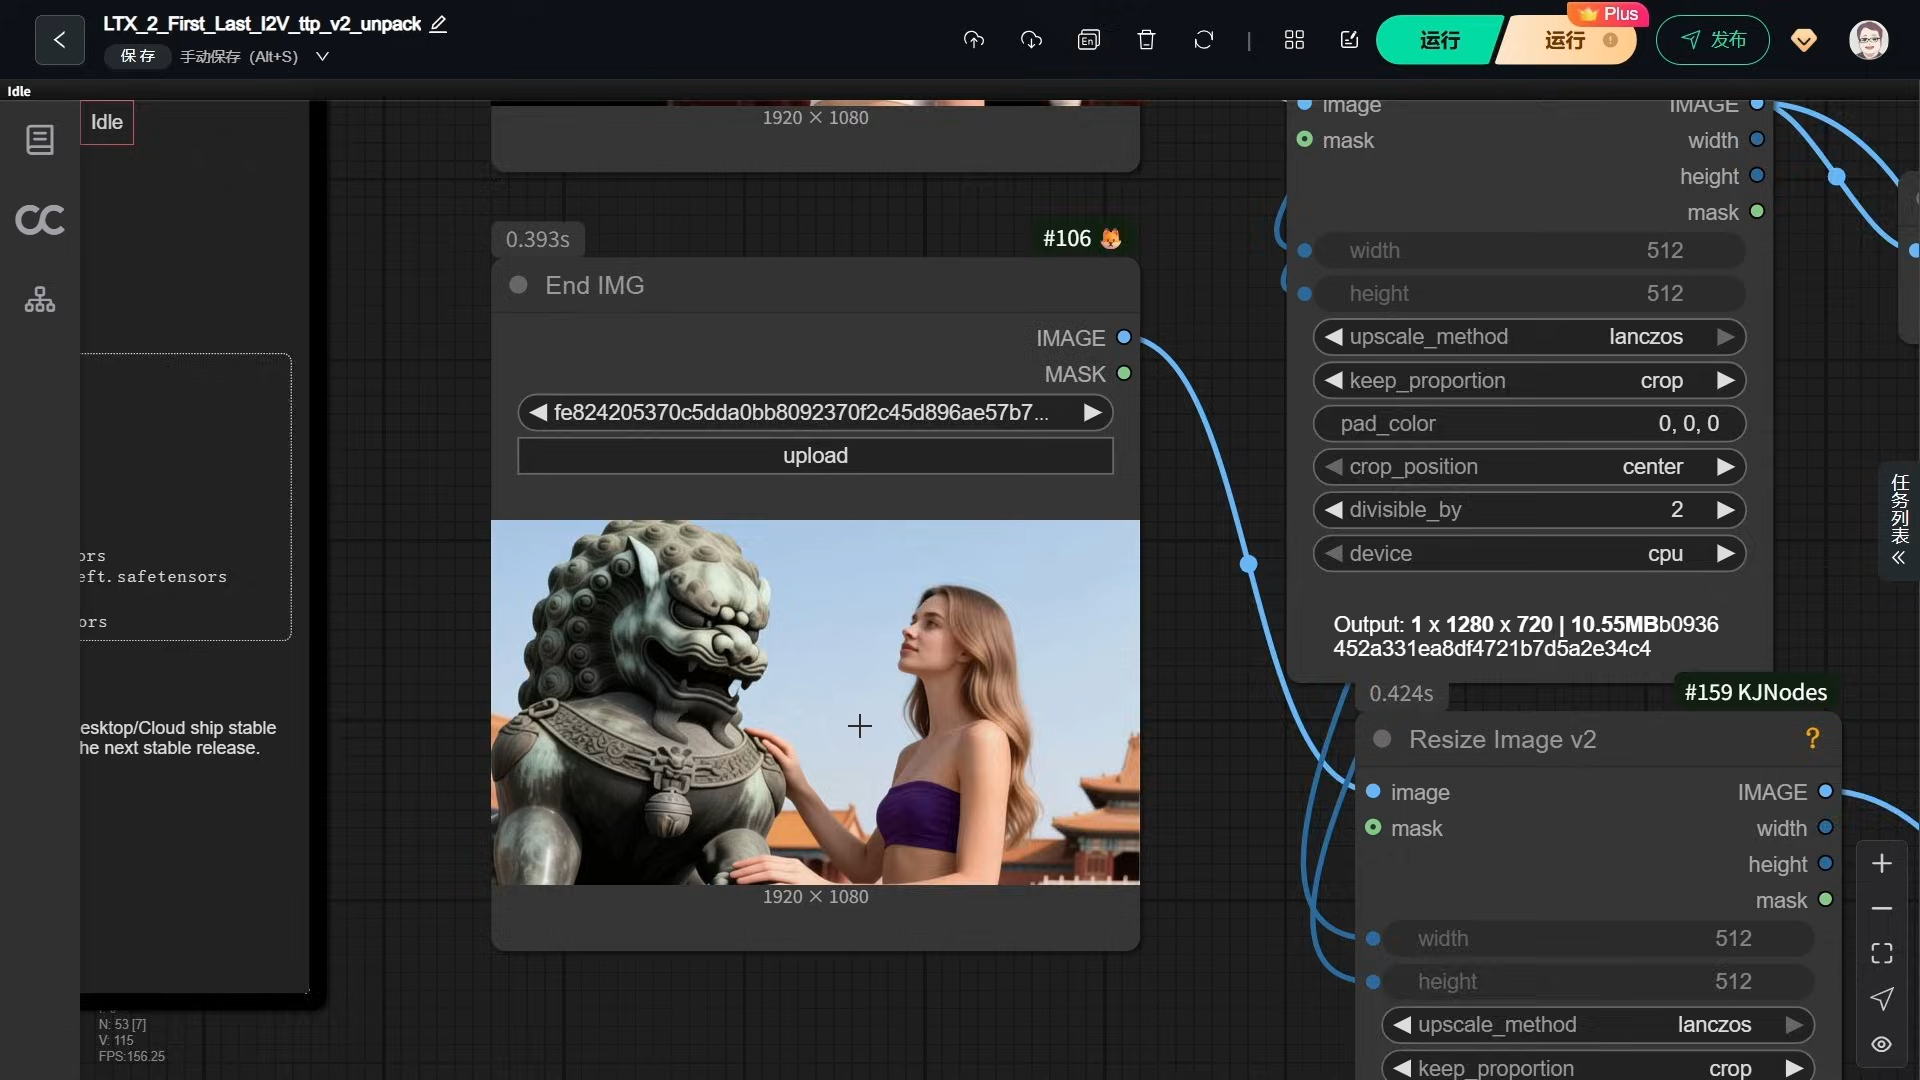 LTX_2_First_Last_I2V_ttp_v2_unpack
保存
手动保存 (Alt+S)
En
运行
运行
Plus
发布
Idle
Idle
ors
eft.safetensors
ors
esktop/Cloud ship stable
he next stable release.
N: 53 [7]
V: 115
FPS:156.25
1920 × 1080
0.393s
#106
End IMG
IMAGE
MASK
fe824205370c5dda0bb8092370f2c45d896ae57b7...
upload
1920 × 1080
image
IMAGE
mask
width
height
mask
width
512
height
512
upscale_method
lanczos
keep_proportion
crop
pad_color
0, 0, 0
crop_position
center
divisible_by
2
device
cpu
Output: 1 x 1280 x 720 | 10.55MBb0936
452a331ea8df4721b7d5a2e34c4
0.424s
#159 KJNodes
Resize Image v2
?
image
IMAGE
mask
width
height
mask
width
512
height
512
upscale_method
lanczos
keep_proportion
crop
任务列表